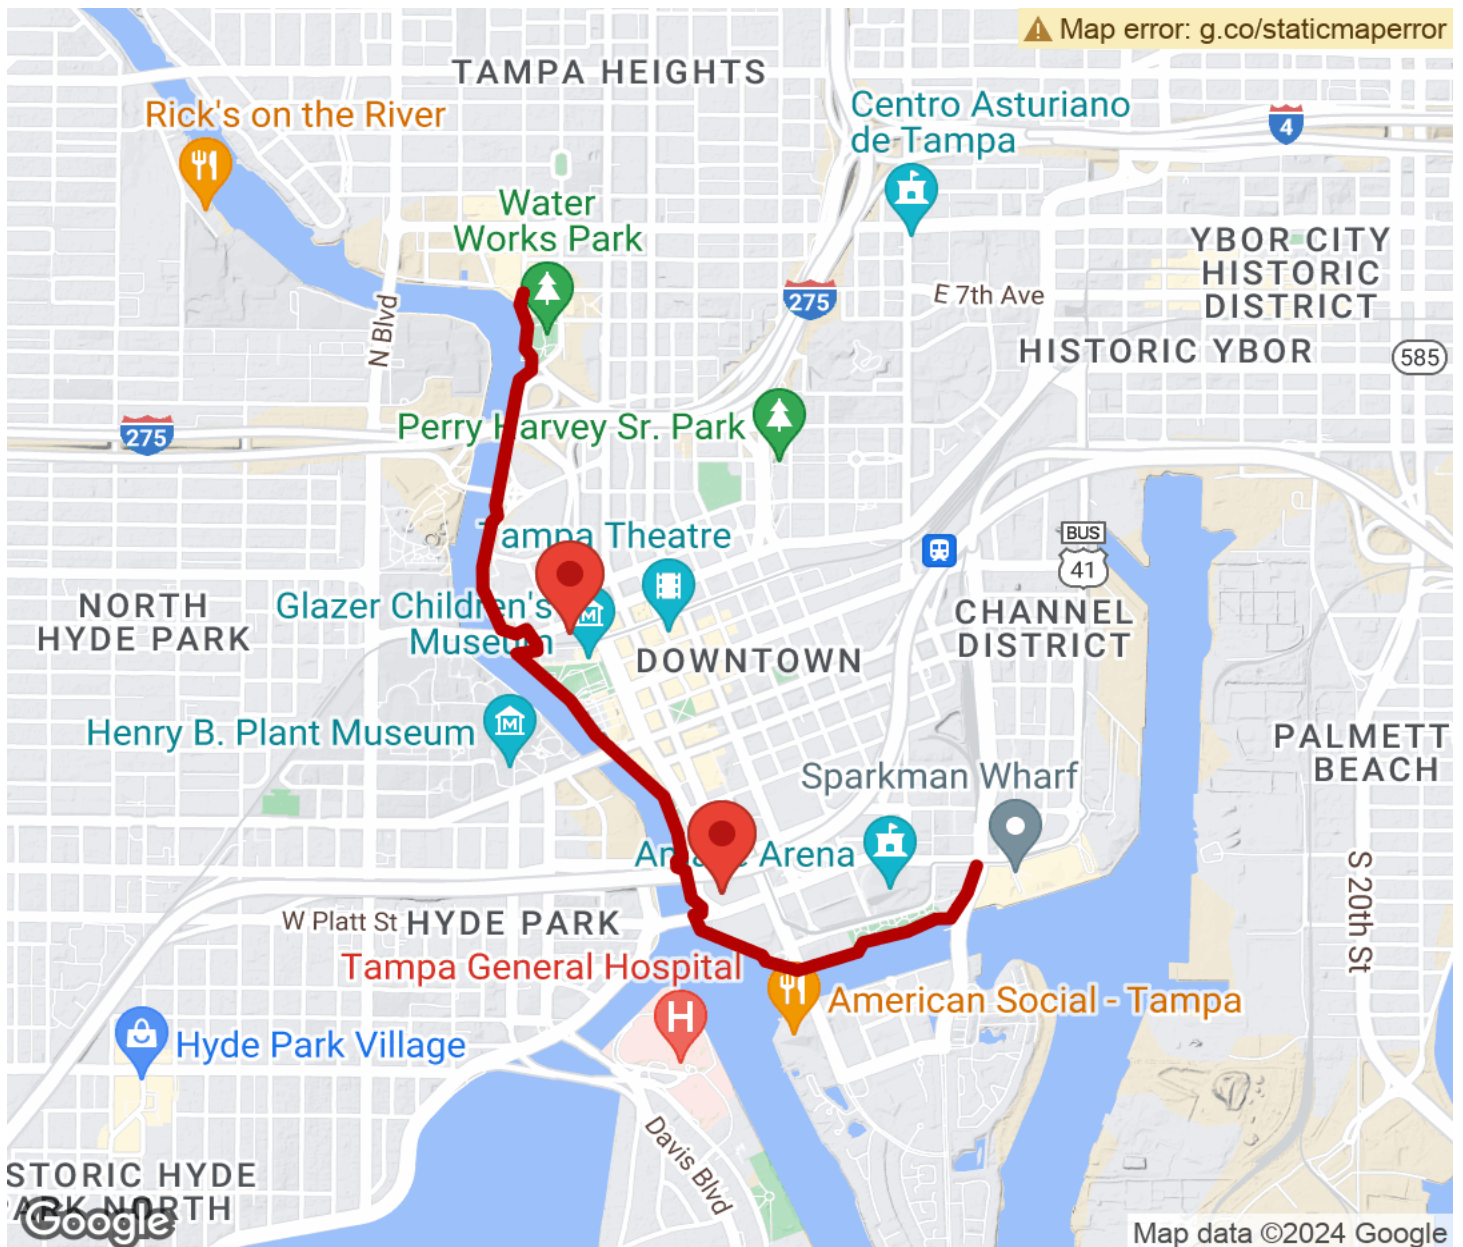 Map error: g.co/staticmaperror
TAMPA HEIGHTS
Rick's on the River
Centro Asturiano
de Tampa
4
Water
Works Park
YBOR CITY
HISTORIC
DISTRICT
275
E 7th Ave
N Blvd
HISTORIC YBOR
585
275
Perry Harvey Sr. Park
Tampa Theatre
BUS
41
NORTH
HYDE PARK
Glazer Children's
Museum
M
CHANNEL
DISTRICT
DOWNTOWN
Henry B. Plant Museum
M
PALMETT
BEACH
Sparkman Wharf
Arena
S 20th St
W Platt St
HYDE PARK
Tampa General Hospital
H
American Social - Tampa
Hyde Park Village
Davis Blvd
STORIC HYDE
PARK NORTH
Google
Map data ©2024 Google